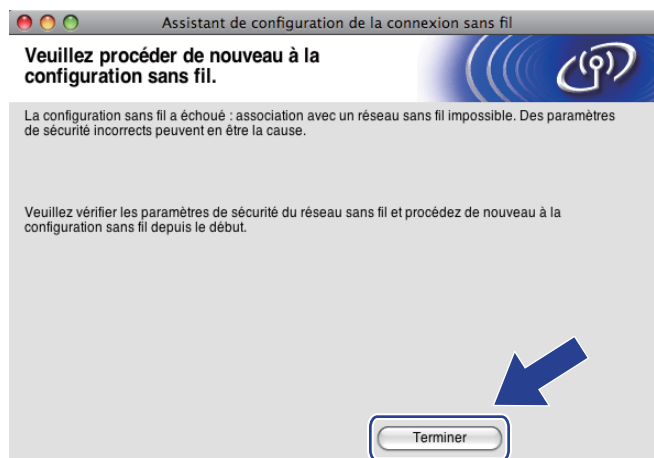 Assistant de configuration de la connexion sans fil
Veuillez procéder de nouveau à la
configuration sans fil.
La configuration sans fil a échoué : association avec un réseau sans fil impossible. Des paramètres
de sécurité incorrects peuvent en être la cause.
Veuillez vérifier les paramètres de sécurité du réseau sans fil et procédez de nouveau à la
configuration sans fil depuis le début.
Terminer